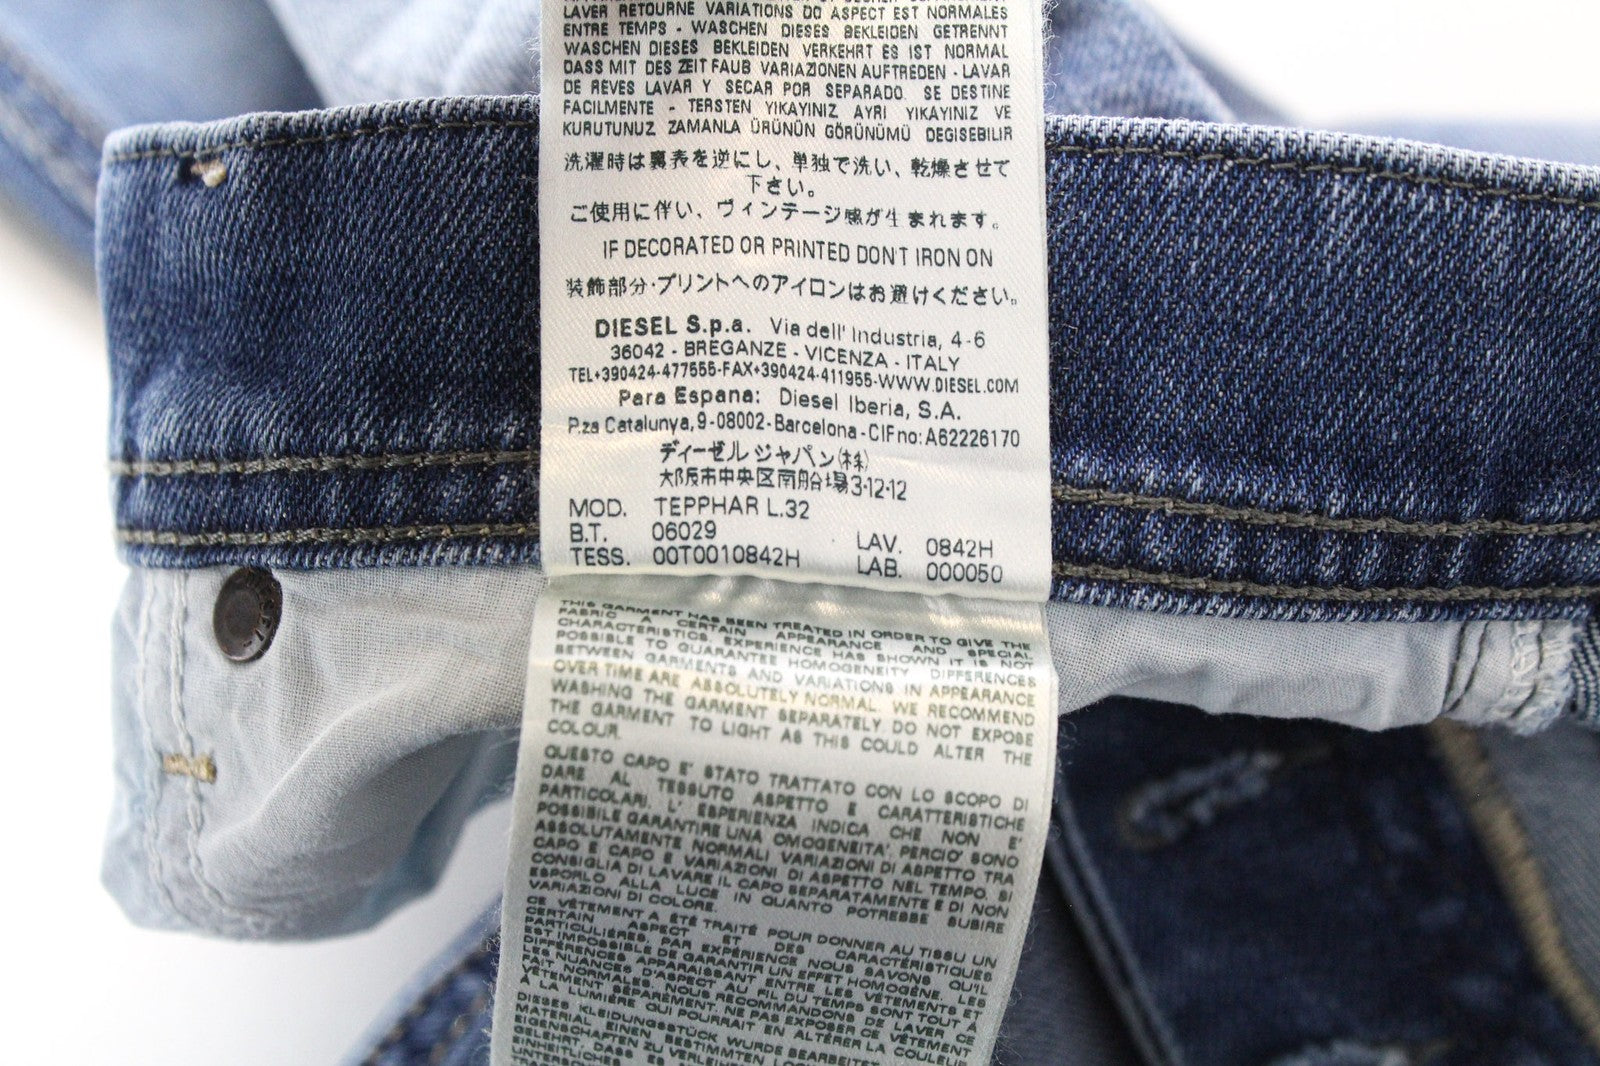 LAVER RETOURNE VARIATIONS DO ASPECT EST NORMALES
ENTRE TEMPS - WASCHEN DIESES BEKLEIDEN GETRENNT
WASCHEN DIESES BEKLEIDEN VERKEHRT ES IST NORMAL
DASS MIT DES ZEIT FAUB VARIAZIONEN AUFTREDEN - LAVAR
DE REVES LAVAR Y SECAR POR SEPARADO. SE DESTINE
FACILMENTE - TERSTEN YIKAYINIZ AYRI YIKAYINIZ VE
KURUTUNUZ ZAMANLA ÜRÜNÜN GÖRÜNÜMÜ DEGISEBILIR
洗濯時は裏表を逆にし、単独で洗い、乾燥させて
下さい。
ご使用に伴い、ヴィンテージ感が生まれます。
IF DECORATED OR PRINTED DON'T IRON ON
装飾部分・プリントへのアイロンはお避けください。
DIESEL S.p.a. Via dell' Industria, 4-6
36042 - BREGANZE - VICENZA - ITALY
TEL+390424-477555-FAX+390424-411955-WWW.DIESEL.COM
Para Espana: Diesel Iberia, S.A.
P.za Catalunya, 9-08002-Barcelona-CIF no: A62226170
ディーゼルジャパン(株)
大阪市中央区南船場3-12-12
MOD. TEPPHAR L.32
B.T. 06029 LAV. 0842H
TESS. 00T0010842H LAB. 000050
THIS GARMENT HAS BEEN TREATED IN ORDER TO GIVE THE
FABRIC A CERTAIN APPEARANCE AND SPECIAL
CHARACTERISTICS. EXPERIENCE HAS SHOWN IT IS NOT
POSSIBLE TO GUARANTEE HOMOGENEITY. DIFFERENCES
BETWEEN GARMENTS AND VARIATIONS IN APPEARANCE
OVER TIME ARE ABSOLUTELY NORMAL. WE RECOMMEND
WASHING THE GARMENT SEPARATELY. DO NOT EXPOSE
THE GARMENT TO LIGHT AS THIS COULD ALTER THE
COLOUR.
QUESTO CAPO E' STATO TRATTATO CON LO SCOPO DI
DARE AL TESSUTO ASPETTO E CARATTERISTICHE
PARTICOLARI. L' ESPERIENZA INDICA CHE NON E'
POSSIBILE GARANTIRE UNA OMOGENEITA'. PERCIO' SONO
ASSOLUTAMENTE NORMALI VARIAZIONI DI ASPETTO TRA
CAPO E CAPO E VARIAZIONI DI ASPETTO NEL TEMPO. SI
CONSIGLIA DI LAVARE IL CAPO SEPARATAMENTE E DI NON
ESPORLO ALLA LUCE IN QUANTO POTREBBE SUBIRE
VARIAZIONI DI COLORE.
CE VÊTEMENT A ÉTÉ TRAITÉ POUR DONNER AU TISSU UN
CERTAIN ASPECT ET DES CARACTÉRISTIQUES
PARTICULIÈRES. PAR EXPÉRIENCE NOUS SAVONS QU'IL
EST IMPOSSIBLE DE GARANTIR UN EFFET HOMOGÈNE. LES
DIFFÉRENCES APPARAISSANT ENTRE LES VÊTEMENTS ET
LES NUANCES D'ASPECT AU FIL DU TEMPS SONT TOUT À
FAIT NORMALES. NOUS RECOMMANDONS DE LAVER CE
VÊTEMENT SÉPARÉMENT. NE PAS EXPOSER CE VÊTEMENT
À LA LUMIÈRE QUI POURRAIT EN ALTÉRER LA COULEUR.
DIESES KLEIDUNGSSTÜCK WURDE BEARBEITET
MATERIAL EINEN BESTIMMTEN
EIGENSCHAFTEN ZU VERLEIHEN